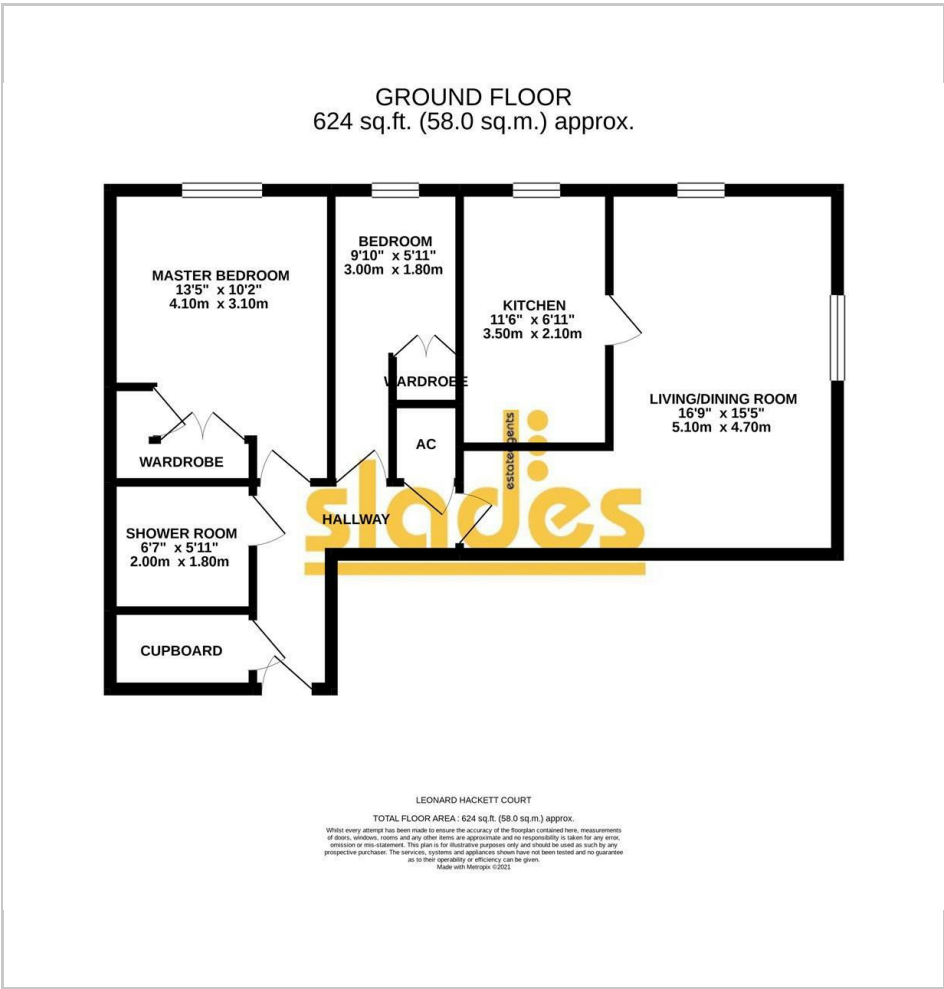 GROUND FLOOR
624 sq.ft. (58.0 sq.m.) approx.
MASTER BEDROOM
13'5" x 10'2"
4.10m x 3.10m
BEDROOM
9'10" x 5'11"
3.00m x 1.80m
KITCHEN
11'6" x 6'11"
3.50m x 2.10m
LIVING/DINING ROOM
16'9" x 15'5"
5.10m x 4.70m
WARDROBE
AC
WARDROBE
HALLWAY
SHOWER ROOM
6'7" x 5'11"
2.00m x 1.80m
CUPBOARD
slades
estateagents
LEONARD HACKETT COURT
TOTAL FLOOR AREA : 624 sq.ft. (58.0 sq.m.) approx.
Whilst every attempt has been made to ensure the accuracy of the floorplan contained here, measurements
of doors, windows, rooms and any other items are approximate and no responsibility is taken for any error,
omission or mis-statement. This plan is for illustrative purposes only and should be used as such by any
prospective purchaser. The services, systems and appliances shown have not been tested and no guarantee
as to their operability or efficiency can be given.
Made with Metropix ©2021